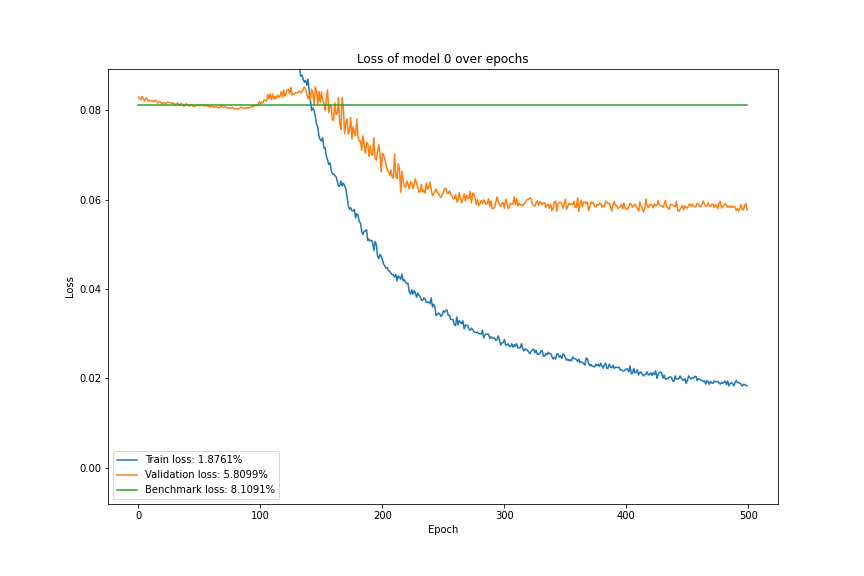 Loss of model 0 over epochs
0.08
0.06
0.04
0.02
0.00
Loss
Train loss: 1.8761%
Validation loss: 5.8099%
Benchmark loss: 8.1091%
0 100 200 300 400 500
Epoch